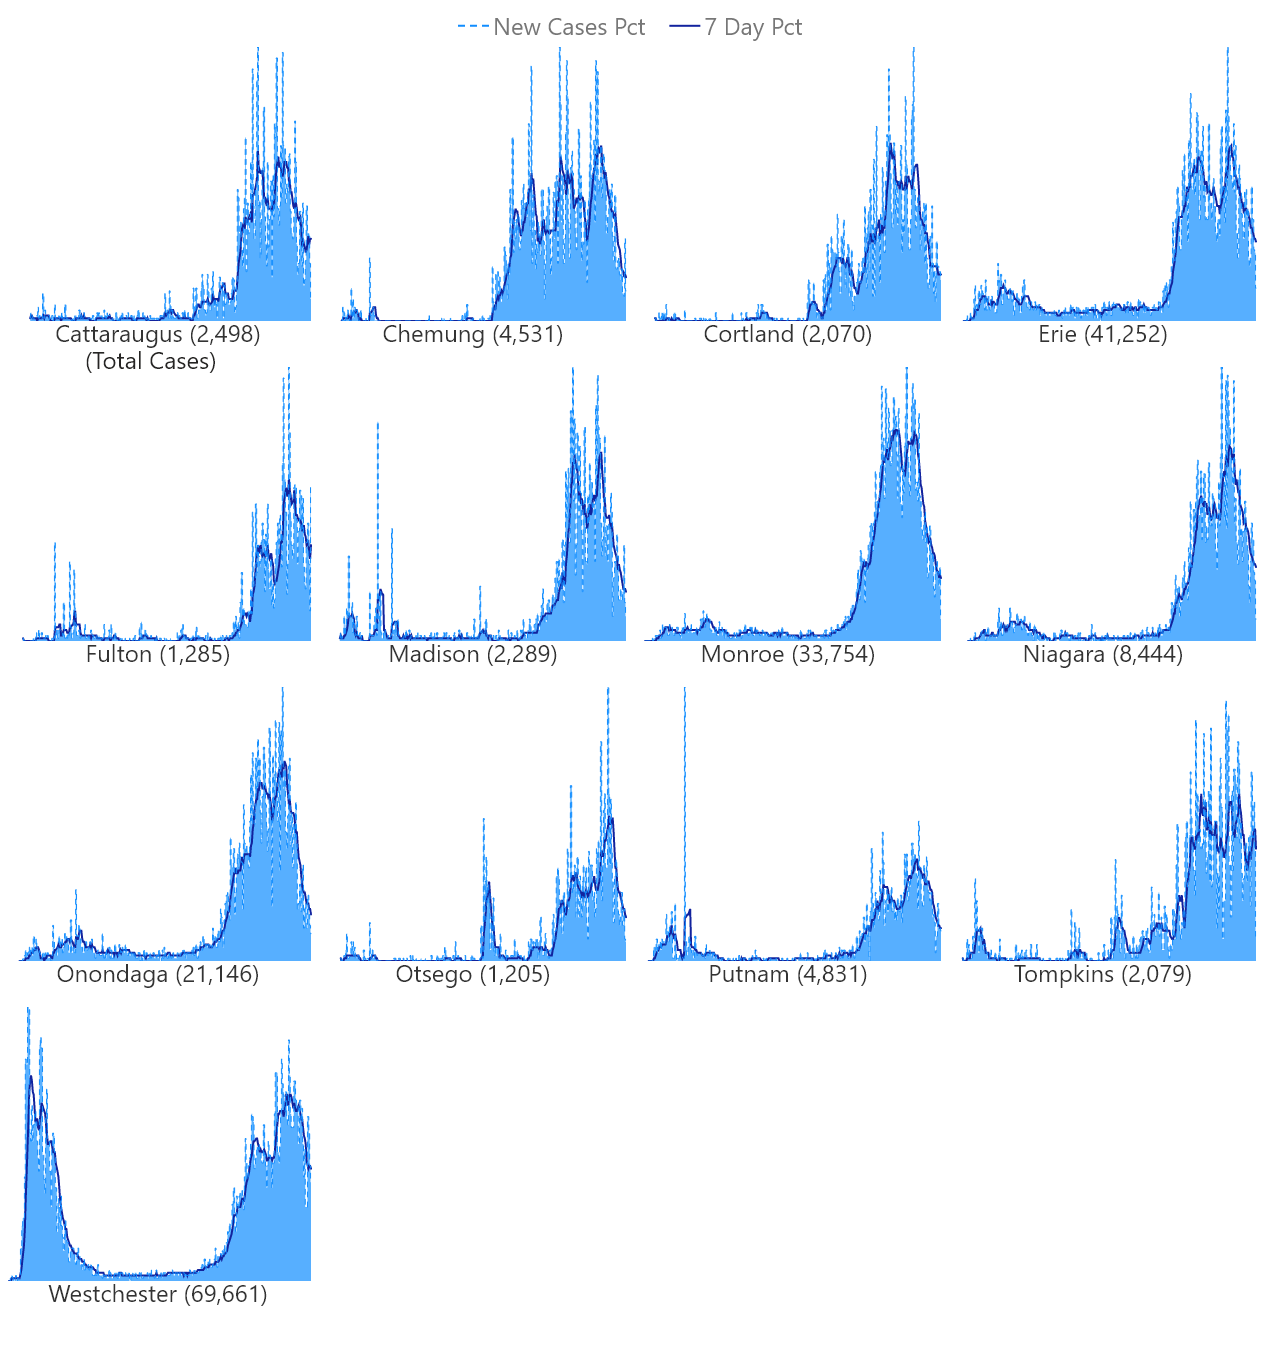 New Cases Pct 7 Day Pct
Cattaraugus (2,498) Chemung (4,531) Cortland (2,070) Erie (41,252)
(Total Cases)
Fulton (1,285) Madison (2,289) Monroe (33,754) Niagara (8,444)
Onondaga (21,146) Otsego (1,205) Putnam (4,831) Tompkins (2,079)
Westchester (69,661)